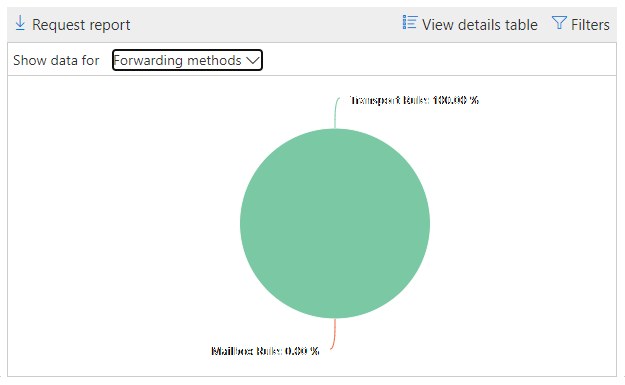 Request report
View details table
Filters
Show data for
Forwarding methods
Transport Rule: 100.00 %
Mailbox Rule: 0.00 %